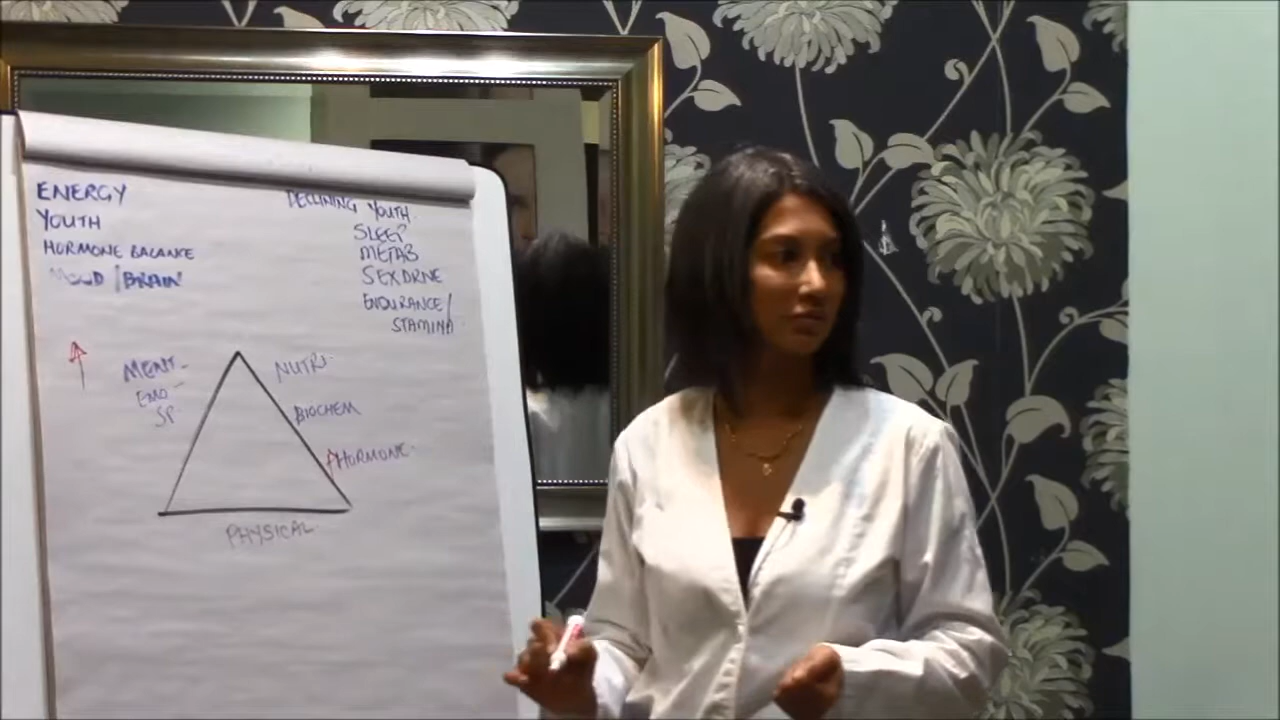 ENERGY
YOUTH
HORMONE BALANCE
MOOD / BRAIN
DECLINING YOUTH
SLEEP
METAB
SEX DRIVE
ENDURANCE/
STAMINA
MENT-
EMO-
SP
NUTRI-
BIOCHEM
HORMONE-
PHYSICAL